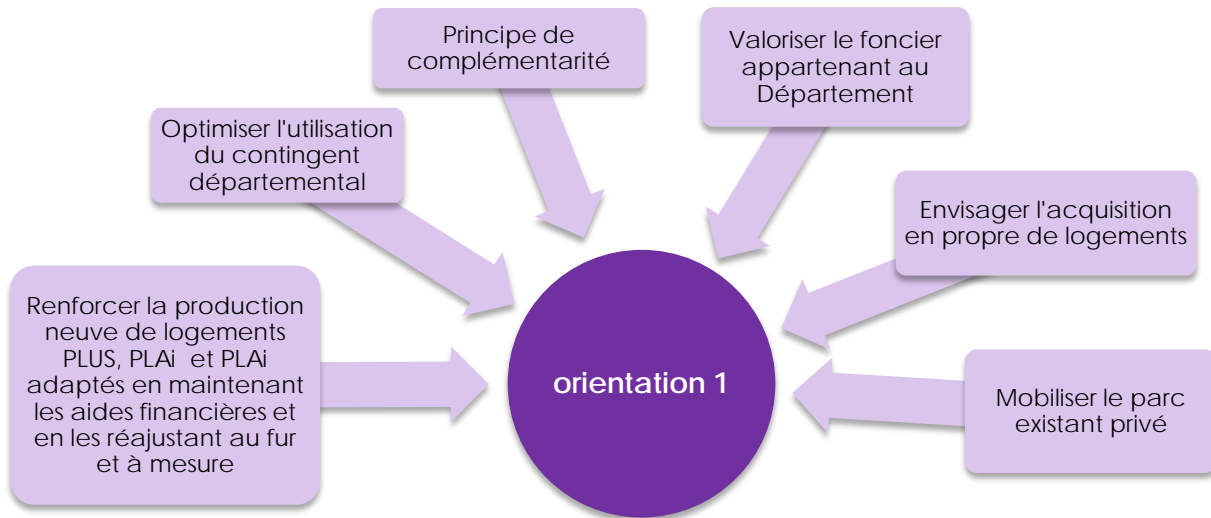 Principe de
complémentarité
Valoriser le foncier
appartenant au
Département
Optimiser l'utilisation
du contingent
départemental
Envisager l'acquisition
en propre de logements
Renforcer la production
neuve de logements
PLUS, PLAi et PLAi
adaptés en maintenant
les aides financières et
en les réajustant au fur
et à mesure
orientation 1
Mobiliser le parc
existant privé